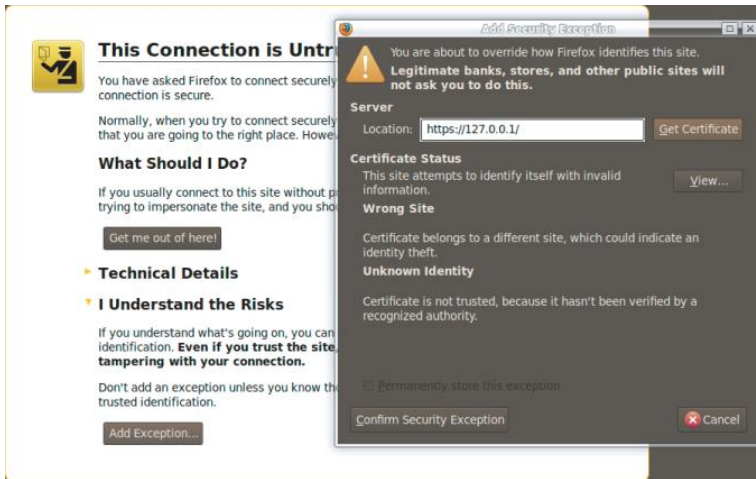 This Connection is Untr
You have asked Firefox to connect securely
connection is secure.
Normally, when you try to connect securely
that you are going to the right place. Howe
What Should I Do?
If you usually connect to this site without p
trying to impersonate the site, and you shou
Get me out of here!
Technical Details
I Understand the Risks
If you understand what's going on, you can
identification. Even if you trust the site,
tampering with your connection.
Don't add an exception unless you know th
trusted identification.
Add Exception...
Add Security Exception
You are about to override how Firefox identifies this site.
Legitimate banks, stores, and other public sites will
not ask you to do this.
Server
Location: https://127.0.0.1/ Get Certificate
Certificate Status
This site attempts to identify itself with invalid
information.
View...
Wrong Site
Certificate belongs to a different site, which could indicate an
identity theft.
Unknown Identity
Certificate is not trusted, because it hasn't been verified by a
recognized authority.
Permanently store this exception
Confirm Security Exception Cancel